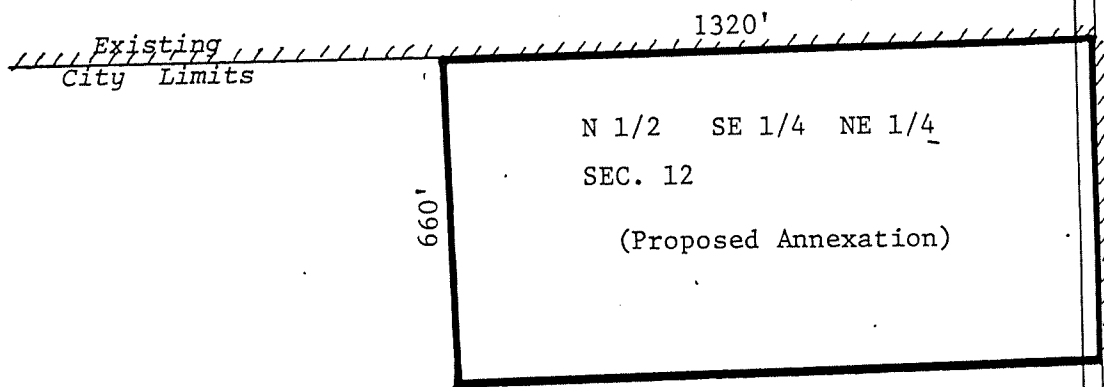 1320'
Existing
City Limits
N 1/2 SE 1/4 NE 1/4
SEC. 12
660'
(Proposed Annexation)